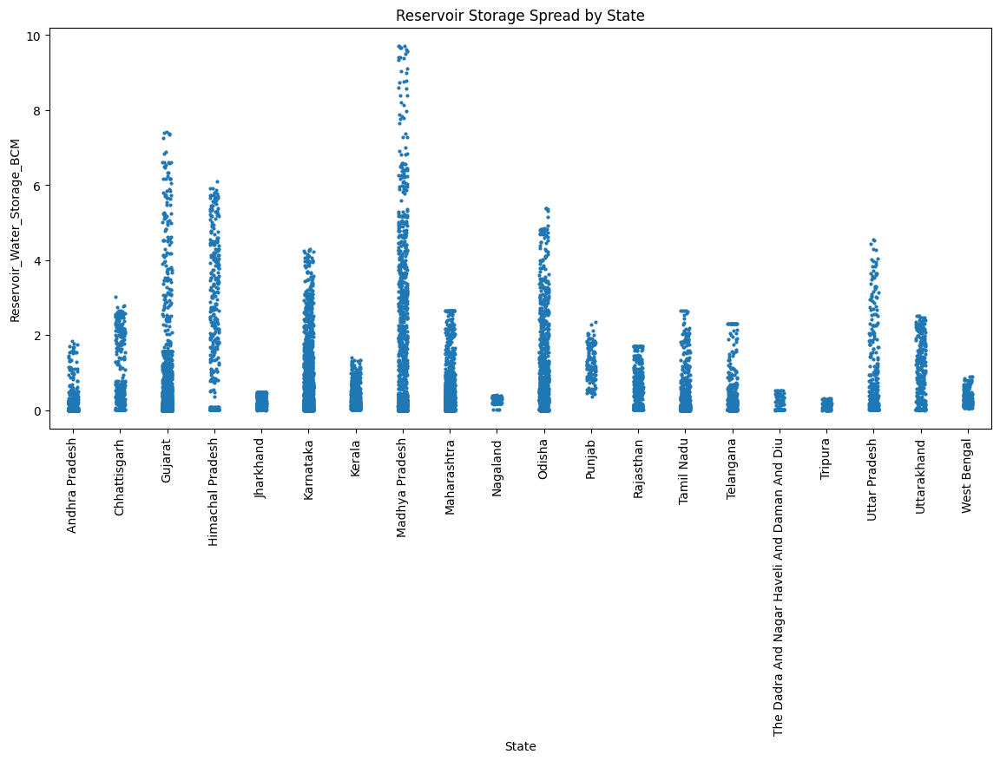 Reservoir Storage Spread by State
Reservoir_Water_Storage_BCM
10
8
6
4
2
0
Andhra Pradesh
Chhattisgarh
Gujarat
Himachal Pradesh
Jharkhand
Karnataka
Kerala
Madhya Pradesh
Maharashtra
Nagaland
Odisha
Punjab
Rajasthan
Tamil Nadu
Telangana
The Dadra And Nagar Haveli And Daman And Diu
Tripura
Uttar Pradesh
Uttarakhand
West Bengal
State